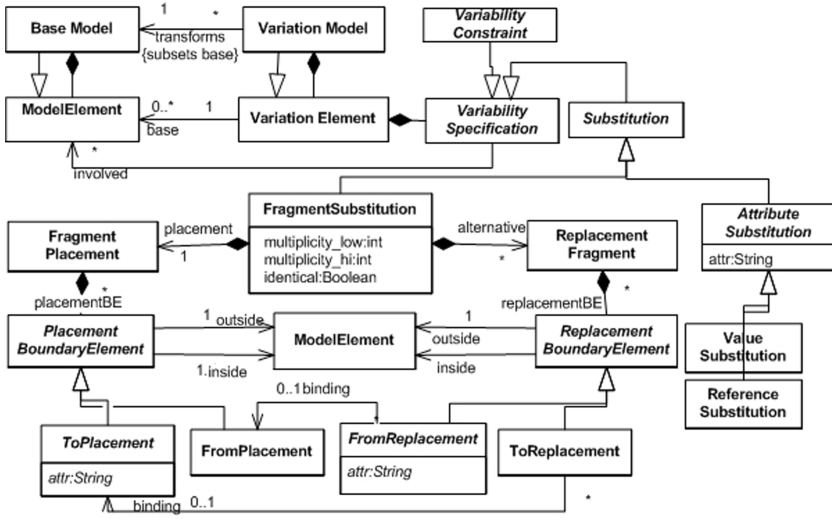 Base Model
1
*
transforms
{subsets base}
Variation Model
Variability
Constraint
ModelElement
0..*
1
base
Variation Element
Variability
Specification
Substitution
*
involved
FragmentSubstitution
multiplicity_low:int
multiplicity_hi:int
identical:Boolean
placement
1
alternative
*
Fragment
Placement
Replacement
Fragment
Attribute
Substitution
attr:String
*
placementBE
replacementBE
*
Placement
BoundaryElement
1
outside
1.
inside
ModelElement
1
outside
inside
Replacement
BoundaryElement
Value
Substitution
Reference
Substitution
0..1
binding
*
ToPlacement
attr:String
FromPlacement
FromReplacement
attr:String
ToReplacement
binding
0..1
*